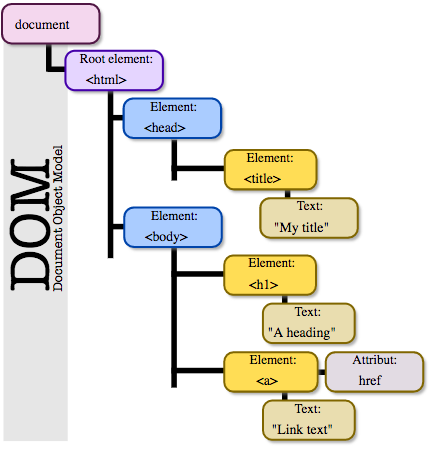 document
Root element:
<html>
Element:
<head>
Element:
<title>
Text:
"My title"
Element:
<body>
Element:
<h1>
Text:
"A heading"
Element:
<a>
Attribut:
href
Text:
"Link text"
DOM
Document Object Model